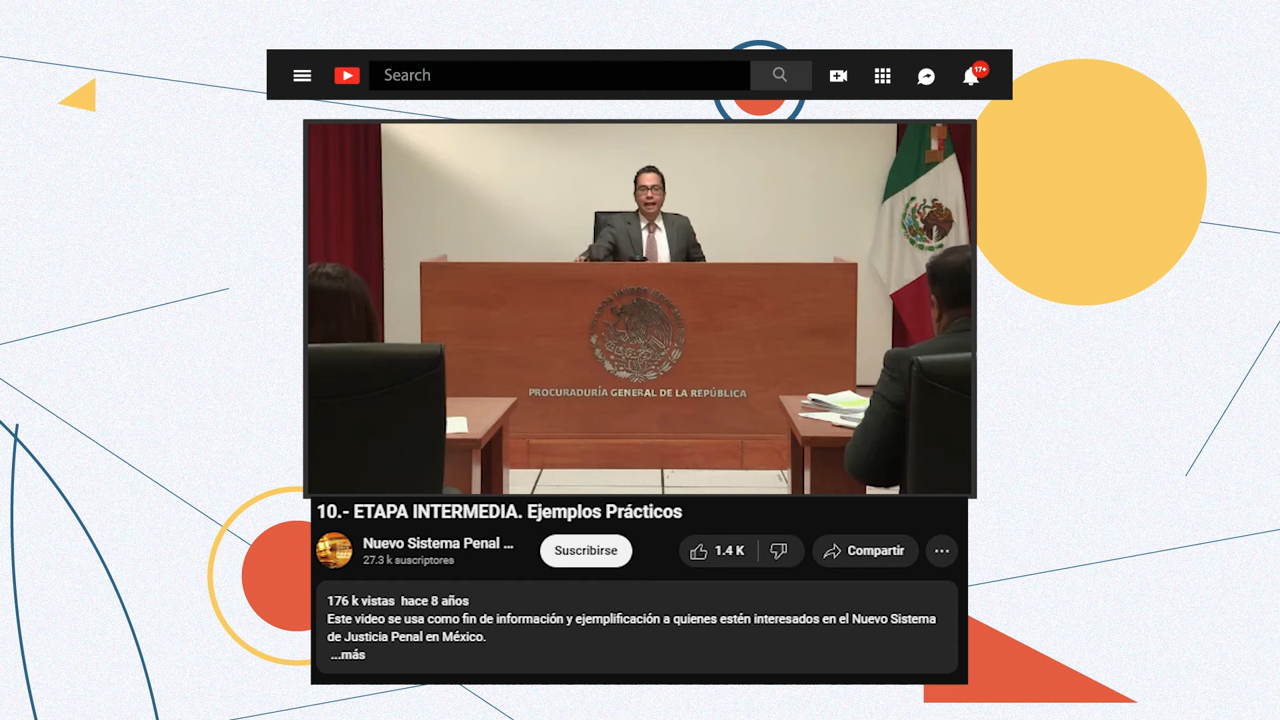 Search
17+
PROCURADURÍA GENERAL DE LA REPÚBLICA
10.- ETAPA INTERMEDIA. Ejemplos Prácticos
Nuevo Sistema Penal ...
27.3 k suscriptores
Suscribirse
1.4 K
Compartir
176 k vistas hace 8 años
Este video se usa como fin de información y ejemplificación a quienes estén interesados en el Nuevo Sistema
de Justicia Penal en México.
...más